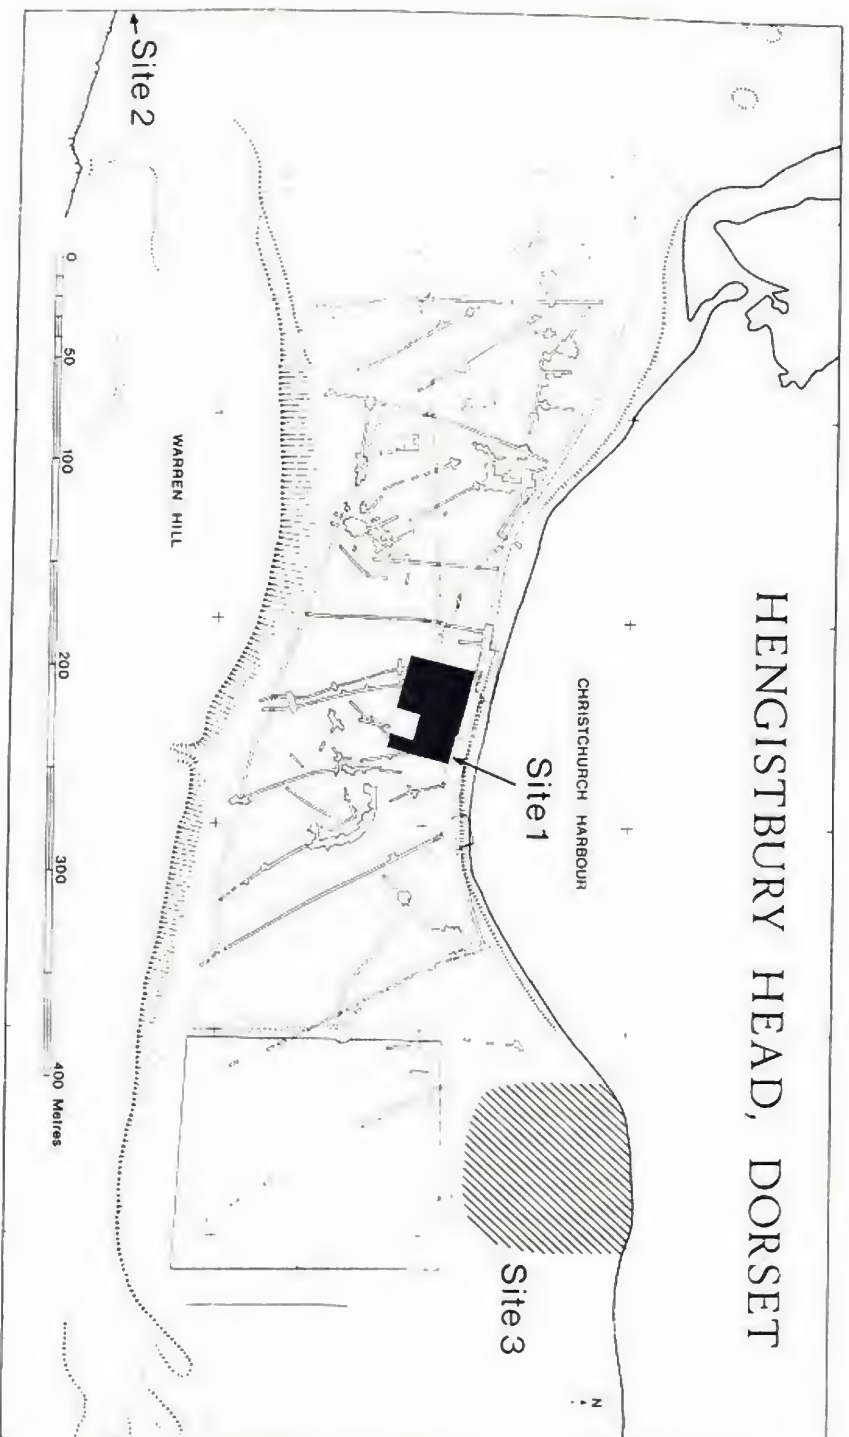 HENGISTBURY HEAD, DORSET
CHRISTCHURCH HARBOUR
Site 1
Site 3
N
WARREN HILL
Site 2
0 50 100 200 300 400 Metres